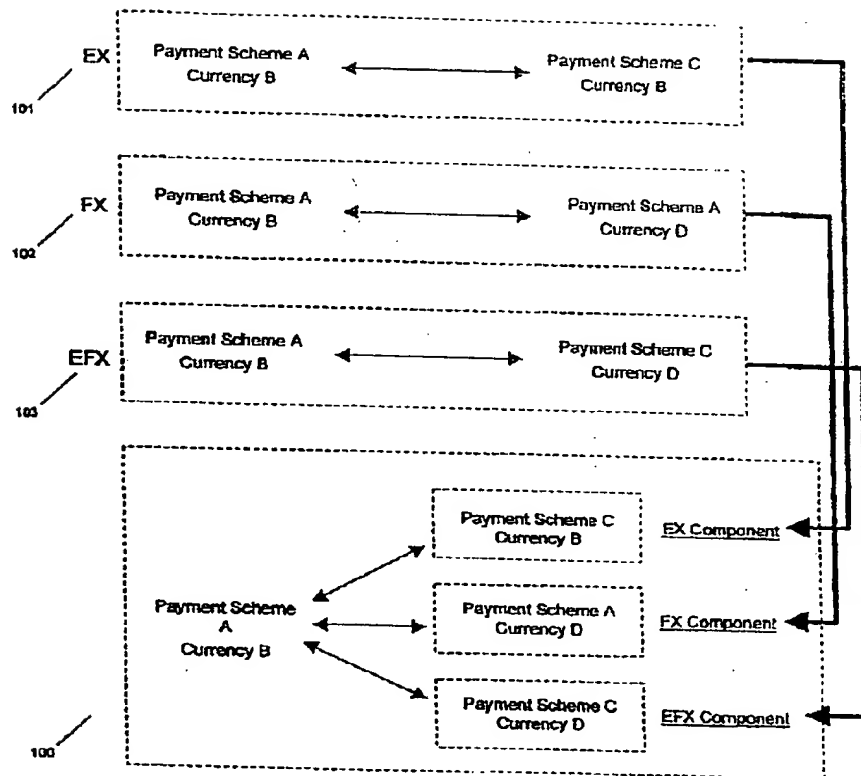 EX
Payment Scheme A
Currency B
Payment Scheme C
Currency B
101
FX
Payment Scheme A
Currency B
Payment Scheme A
Currency D
102
EFX
Payment Scheme A
Currency B
Payment Scheme C
Currency D
103
Payment Scheme C
Currency B
EX Component
Payment Scheme
A
Currency B
Payment Scheme A
Currency D
FX Component
Payment Scheme C
Currency D
EFX Component
100